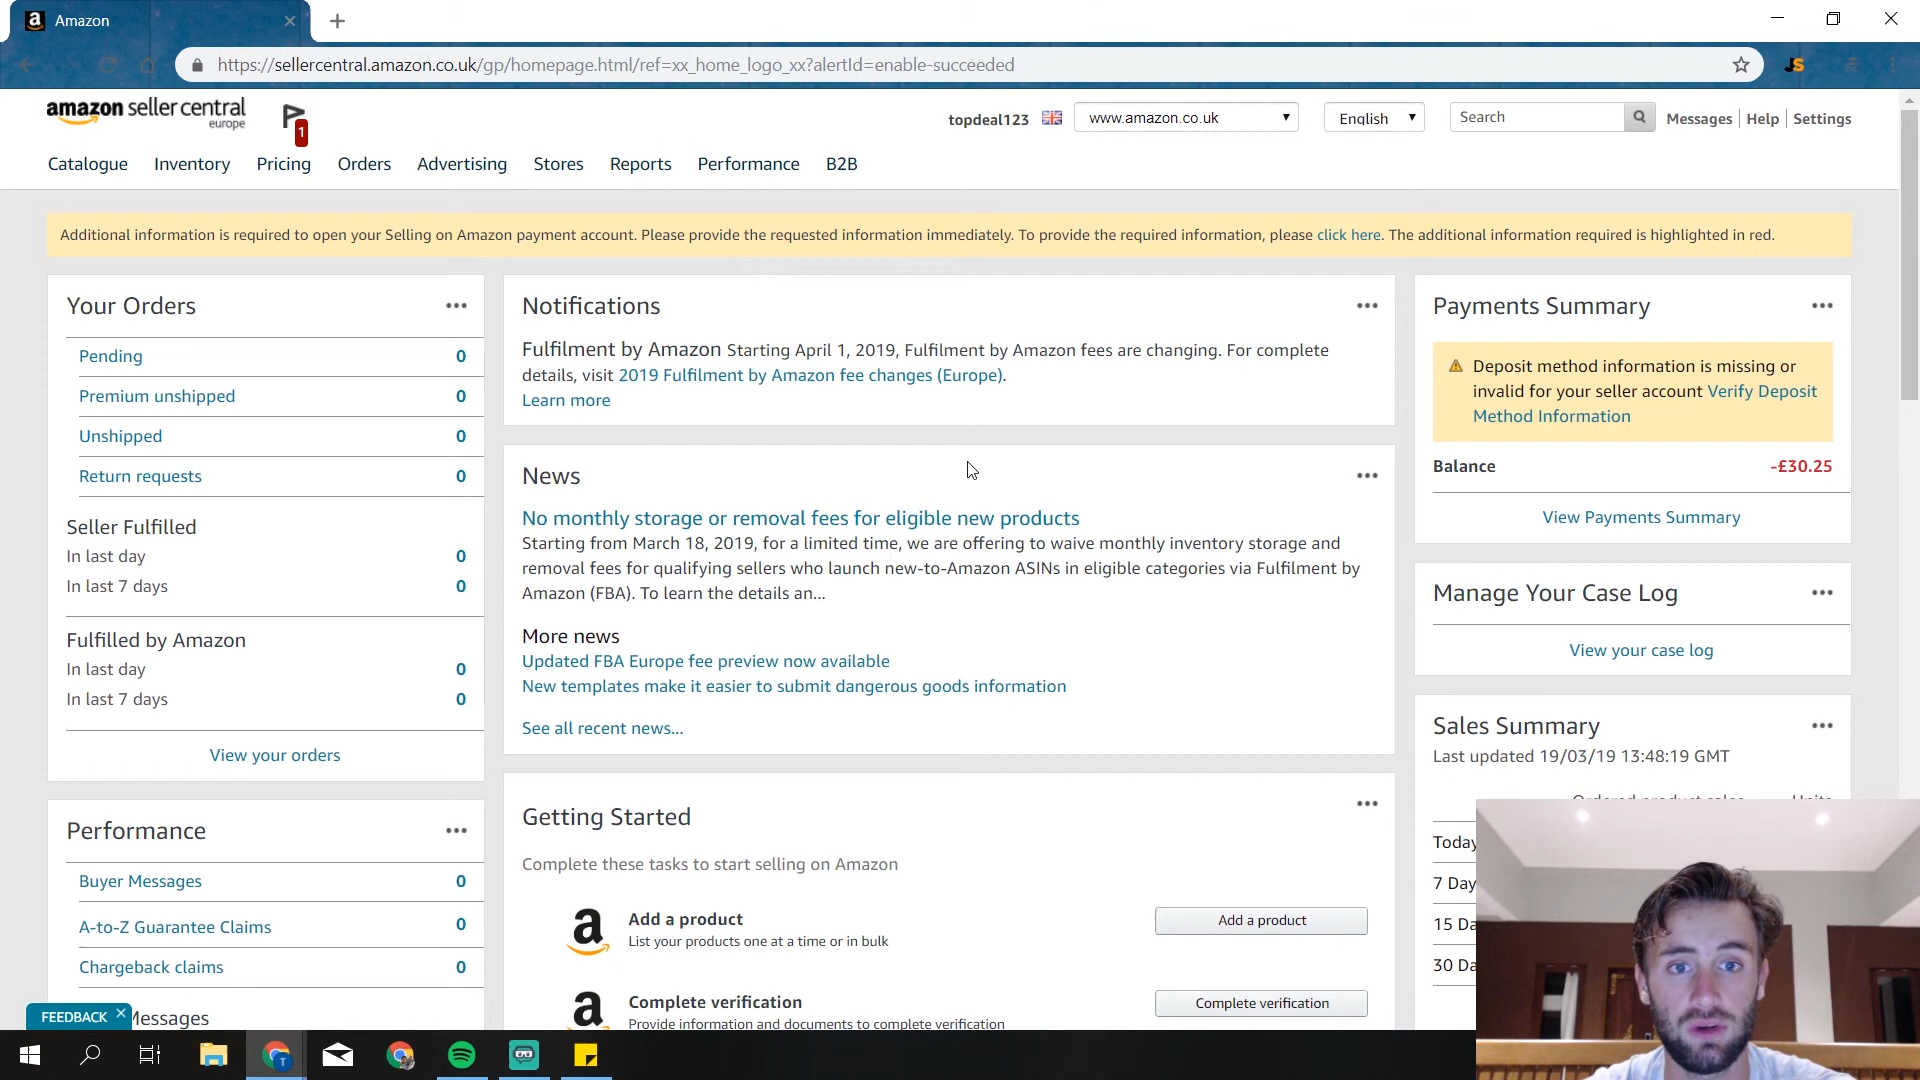 Amazon
https://sellercentral.amazon.co.uk/gp/homepage.html/ref=xx_home_logo_xx?alertId=enable-succeeded
JS
amazon seller central
europe
1
topdeal123
www.amazon.co.uk
English
Search
Messages
Help
Settings
Catalogue
Inventory
Pricing
Orders
Advertising
Stores
Reports
Performance
B2B
Additional information is required to open your Selling on Amazon payment account. Please provide the requested information immediately. To provide the required information, please click here. The additional information required is highlighted in red.
Your Orders
Pending 0
Premium unshipped 0
Unshipped 0
Return requests 0
Seller Fulfilled
In last day 0
In last 7 days 0
Fulfilled by Amazon
In last day 0
In last 7 days 0
View your orders
Performance
Buyer Messages 0
A-to-Z Guarantee Claims 0
Chargeback claims 0
FEEDBACK
Messages
Notifications
Fulfilment by Amazon Starting April 1, 2019, Fulfilment by Amazon fees are changing. For complete
details, visit 2019 Fulfilment by Amazon fee changes (Europe).
Learn more
News
No monthly storage or removal fees for eligible new products
Starting from March 18, 2019, for a limited time, we are offering to waive monthly inventory storage and
removal fees for qualifying sellers who launch new-to-Amazon ASINs in eligible categories via Fulfilment by
Amazon (FBA). To learn the details an...
More news
Updated FBA Europe fee preview now available
New templates make it easier to submit dangerous goods information
See all recent news...
Getting Started
Complete these tasks to start selling on Amazon
Add a product
List your products one at a time or in bulk
Add a product
Complete verification
Provide information and documents to complete verification
Complete verification
Payments Summary
Deposit method information is missing or
invalid for your seller account Verify Deposit
Method Information
Balance -£30.25
View Payments Summary
Manage Your Case Log
View your case log
Sales Summary
Last updated 19/03/19 13:48:19 GMT
Today
7 Day
15 Da
30 Da